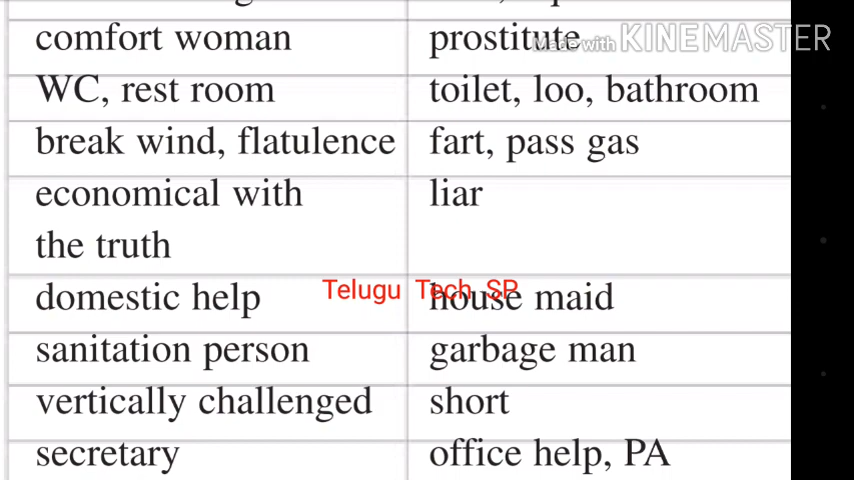 comfort woman prostitute
Made with KINEMASTER
WC, rest room toilet, loo, bathroom
break wind, flatulence fart, pass gas
economical with liar
the truth
domestic help house maid
Telugu Tech SP
sanitation person garbage man
vertically challenged short
secretary office help, PA